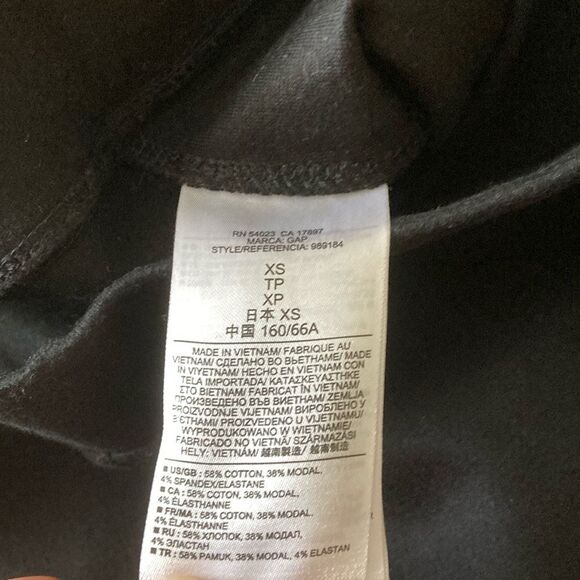 RN 54023 CA 17897
MARCA: GAP
STYLE/REFERENCIA: 989184
XS
TP
XP
日本 XS
中国 160/66A
MADE IN VIETNAM/ FABRIQUE AU
VIETNAM/ СДЕЛАНО ВО ВЬЕТНАМЕ/ MADE
IN VIYETNAM/ HECHO EN VIETNAM CON
TELA IMPORTADA/ ΚΑΤΑΣΚΕΥΑΣΤΗΚΕ
ΣΤΟ ΒΙΕΤΝΑΜ/ FABRICAT ÎN VIETNAM/
ПРОИЗВЕДЕНО ВЪВ ВИЕТНАМ/ ZEMLJA
PROIZVODNJE VIJETNAM/ ВИРОБЛЕНО У
В'ЄТНАМІ/ PROIZVEDENO U VIJETNAMU/
WYPRODUKOWANO W WIETNAMIE/
FABRICADO NO VIETNÃ/ SZÁRMAZÁSI
HELY: VIETNÁM/ 越南製造/ 越南制造
■ US/GB : 58% COTTON, 38% MODAL,
4% SPANDEX/ELASTANE
■ CA : 58% COTON, 38% MODAL,
4% ÉLASTHANNE
■ FR/MA : 58% COTON, 38% MODAL,
4% ÉLASTHANNE
■ RU : 58% ХЛОПОК, 38% МОДАЛ,
4% ЭЛАСТАН
■ TR : 58% PAMUK, 38% MODAL, 4% ELASTAN